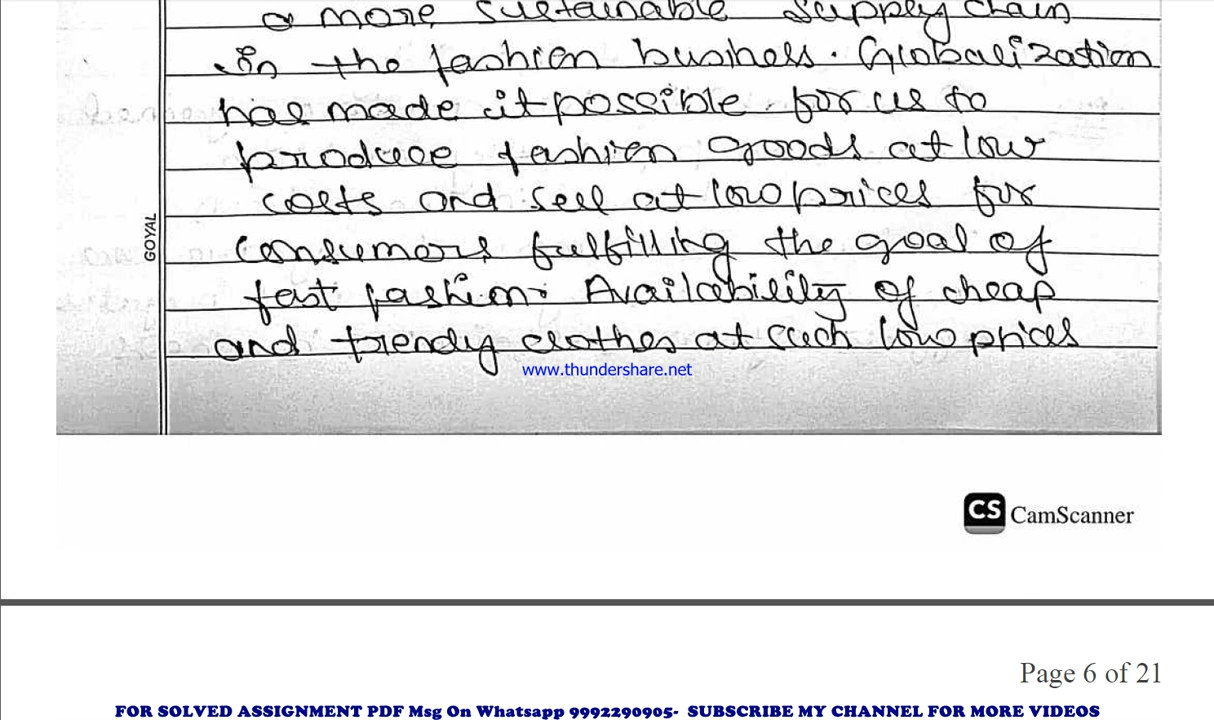 a more sustainable supply chain
in the fashion business. Globalization
has made it possible for us to
produce fashion goods at low
costs and sell at low prices for
consumers fulfilling the goal of
fast fashion. Availability of cheap
and trendy clothes at such low prices
GOYAL
www.thundershare.net
CS CamScanner
Page 6 of 21
FOR SOLVED ASSIGNMENT PDF Msg On Whatsapp 9992290905- SUBSCRIBE MY CHANNEL FOR MORE VIDEOS